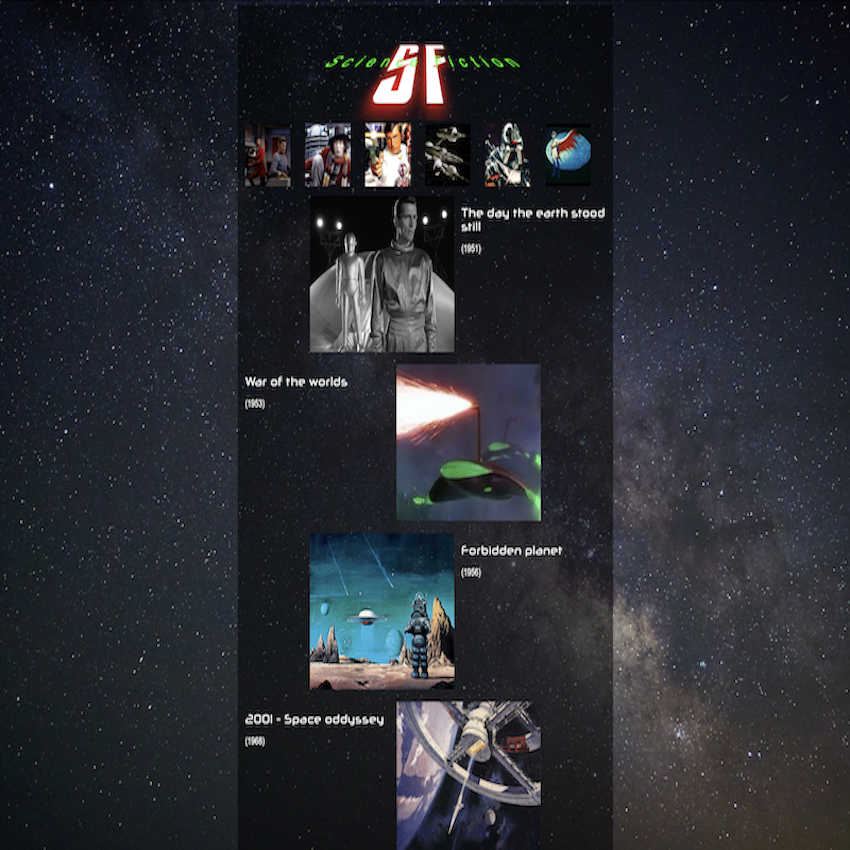 Science Fiction
SF
The day the earth stood
still
(1951)
War of the worlds
(1953)
Forbidden planet
(1956)
2001 - Space oddyssey
(1968)